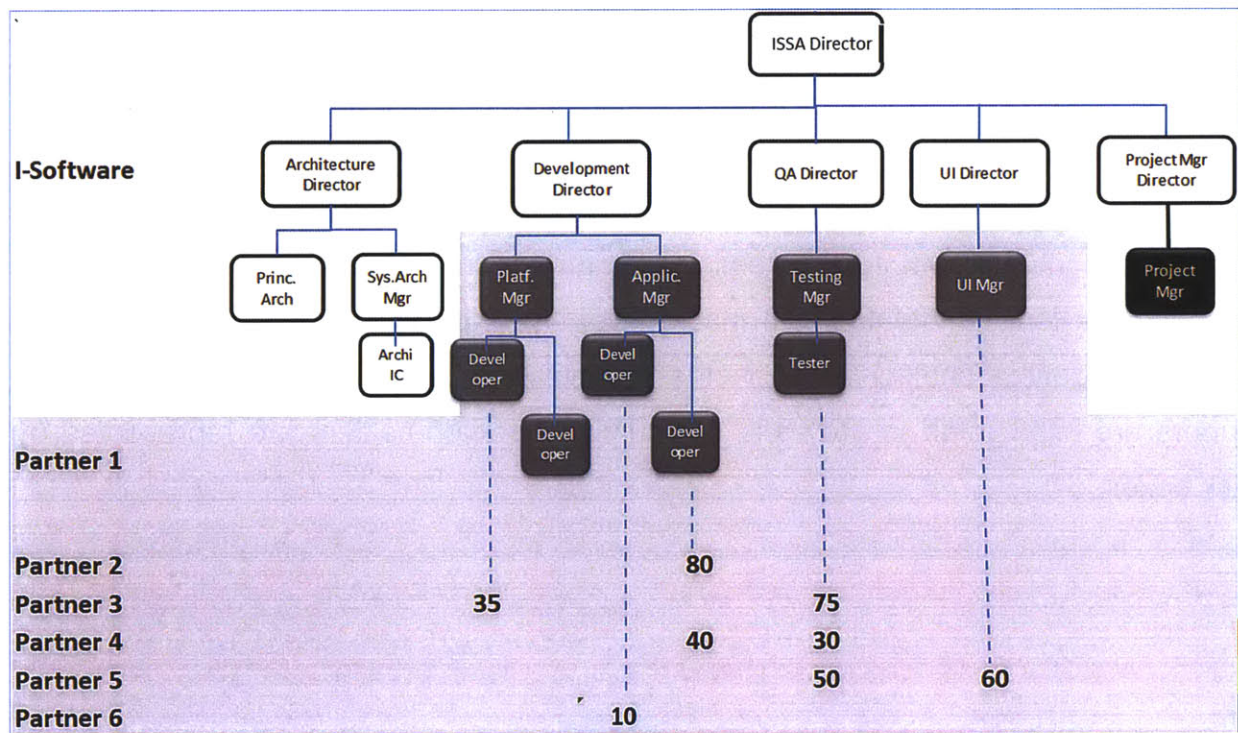 ISSA Director
I-Software
Architecture
Director
Development
Director
QA Director
UI Director
Project Mgr
Director
Princ.
Arch
Sys.Arch
Mgr
Platf.
Mgr
Applic.
Mgr
Testing
Mgr
UI Mgr
Project
Mgr
Archi
IC
Devel
oper
Devel
oper
Tester
Devel
oper
Devel
oper
Partner 1
Partner 2
80
Partner 3
35
75
Partner 4
40
30
Partner 5
50
60
Partner 6
10